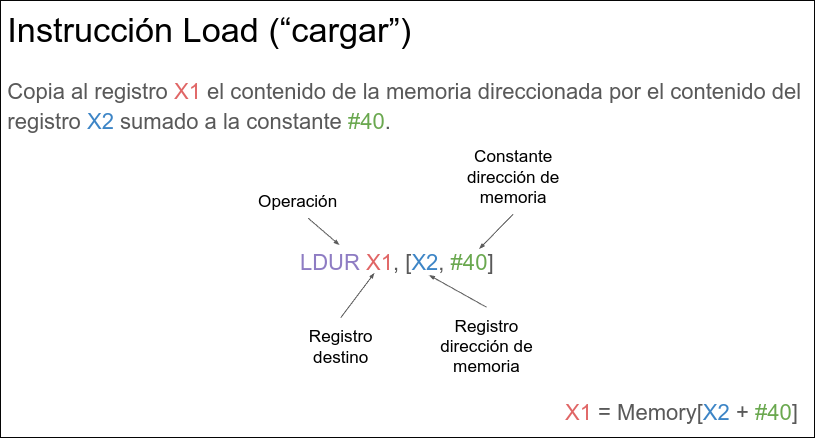 Instrucción Load (“cargar”)
Copia al registro X1 el contenido de la memoria direccionada por el contenido del
registro X2 sumado a la constante #40.
Constante
dirección de
memoria
Operación
LDUR X1, [X2, #40]
Registro
destino
Registro
dirección de
memoria
X1 = Memory[X2 + #40]